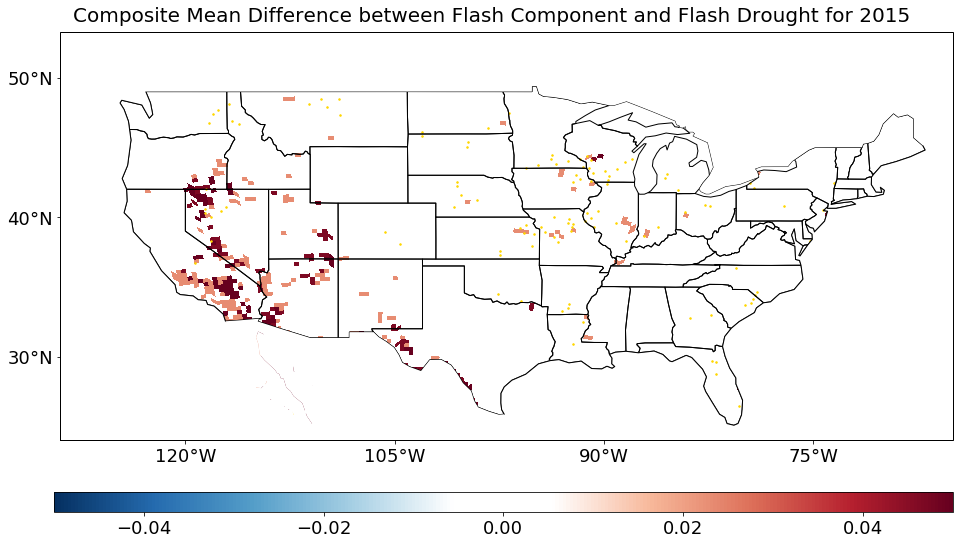 Composite Mean Difference between Flash Component and Flash Drought for 2015
50°N
40°N
30°N
120°W 105°W 90°W 75°W
−0.04 −0.02 0.00 0.02 0.04